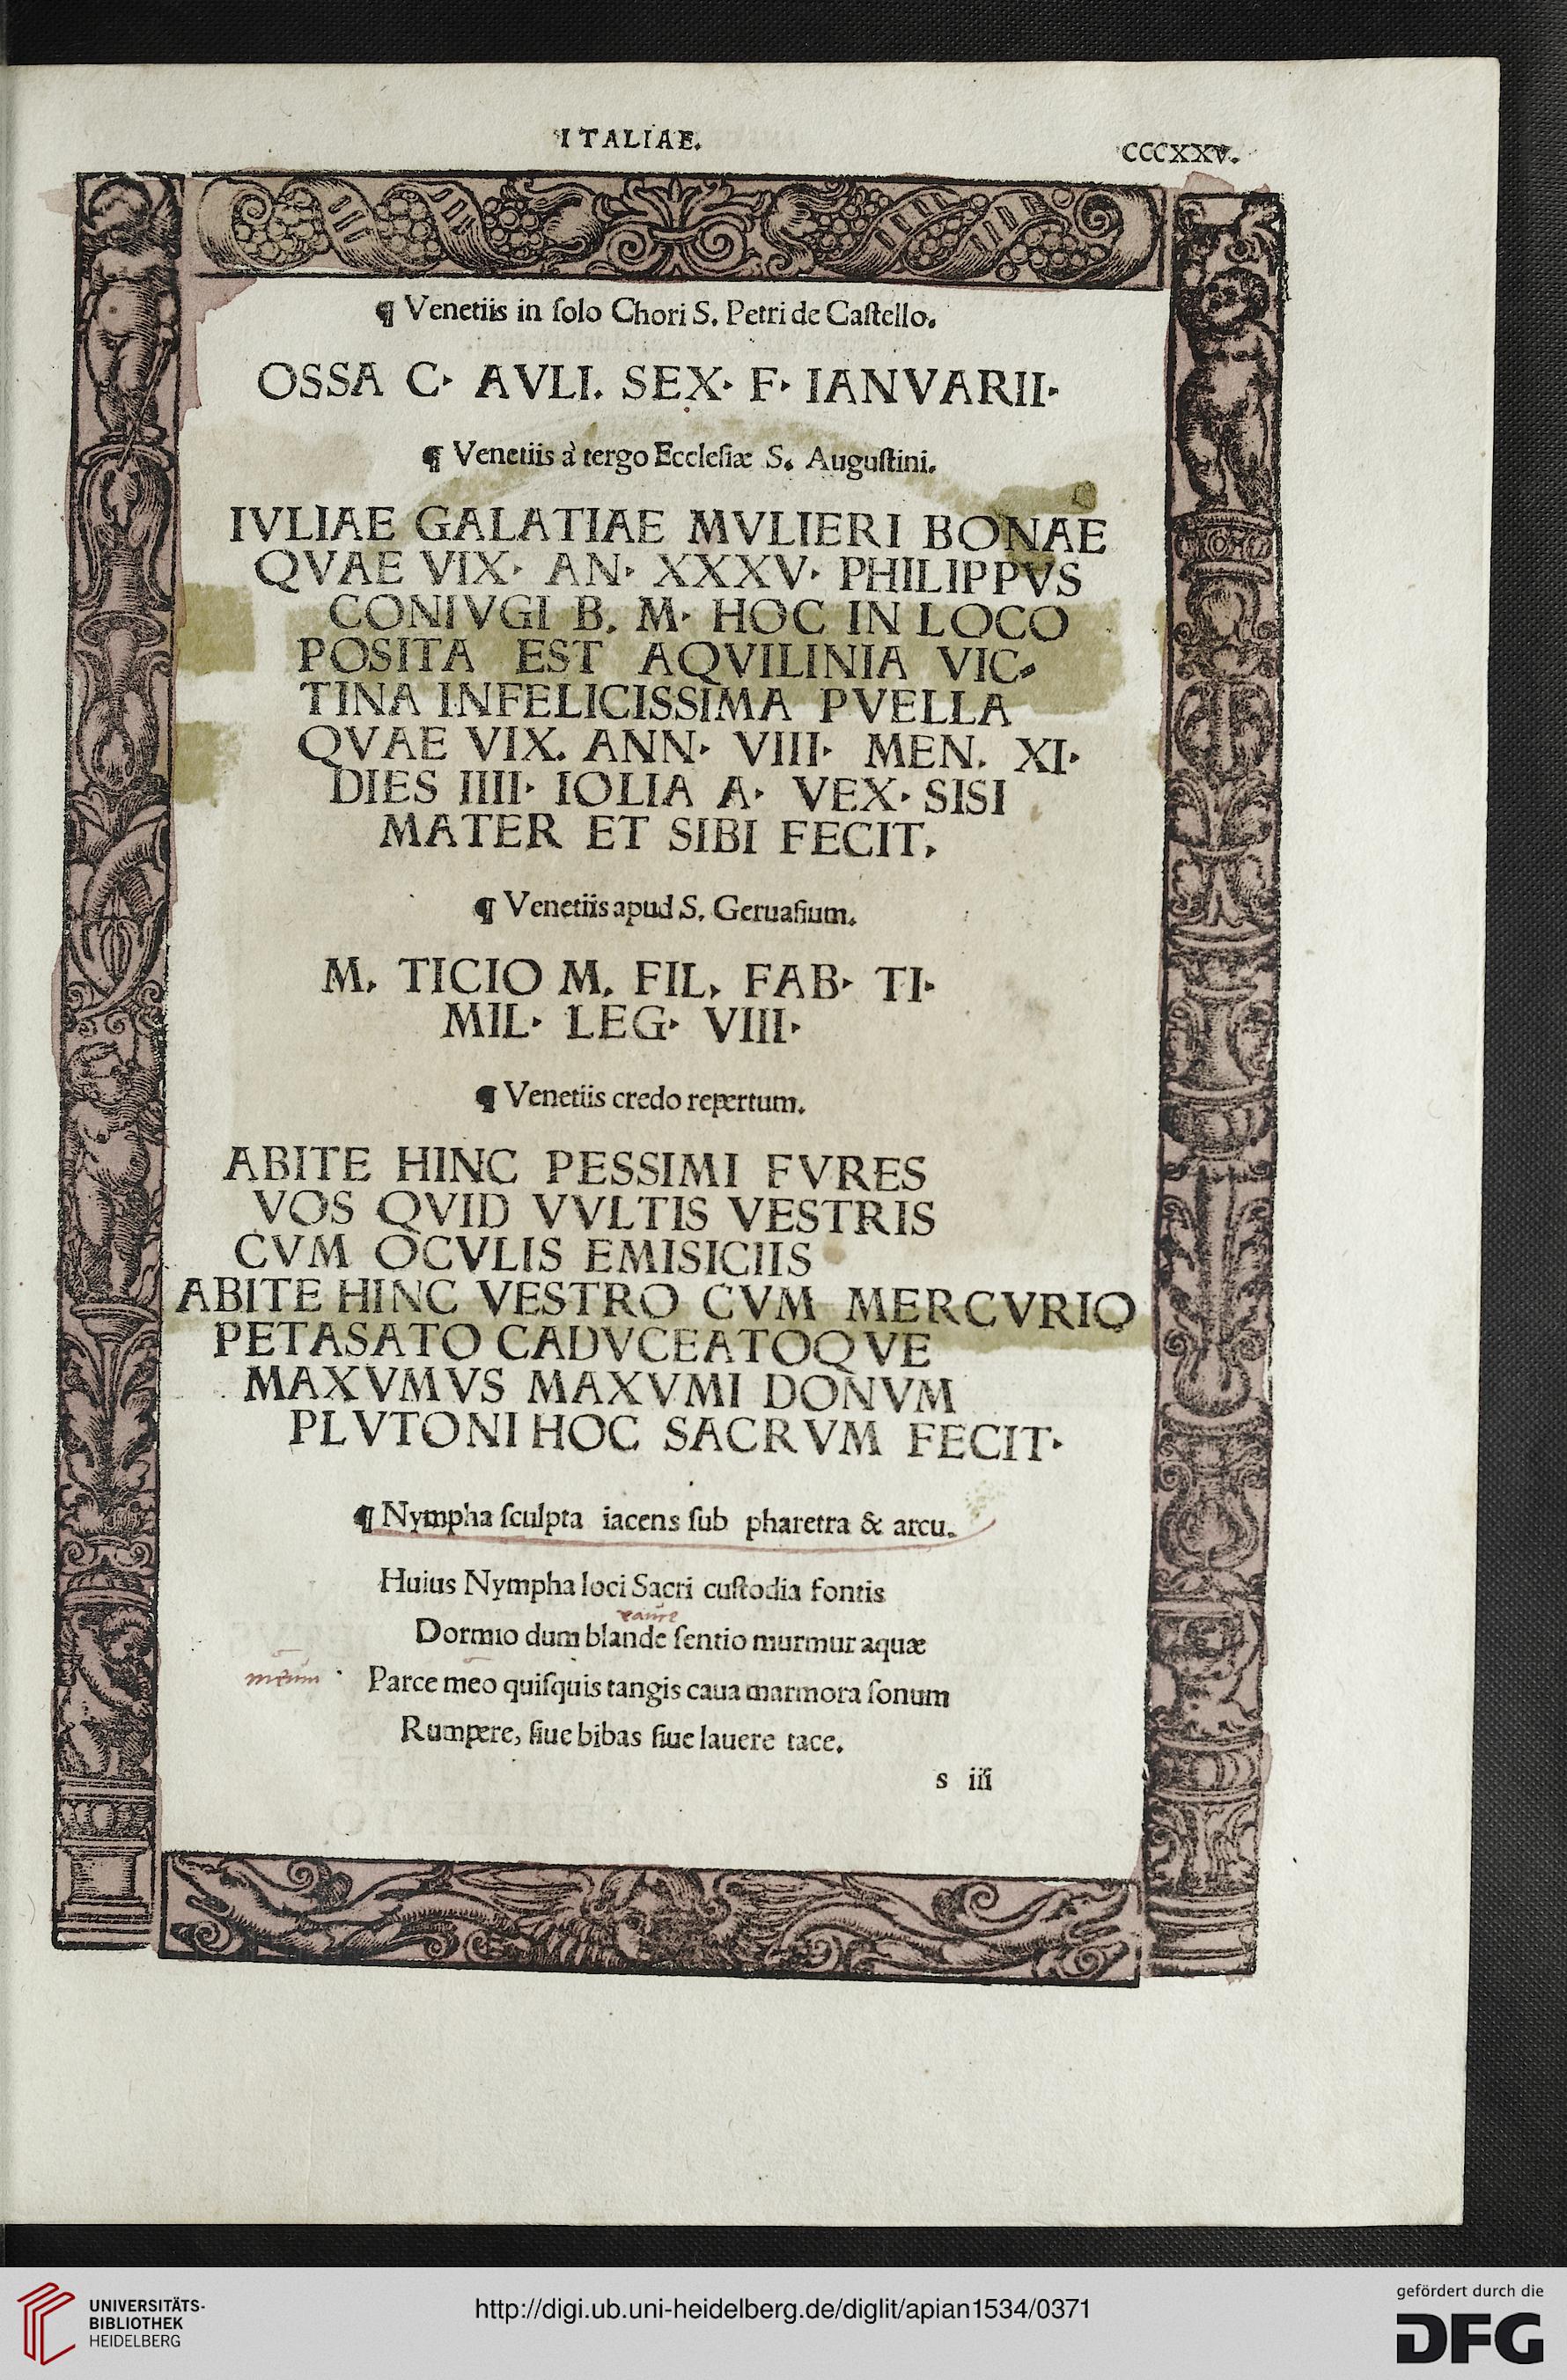 ITALIAE.
CCCXXV.
¶ Venetiis in ſolo Chori S. Petri de Caſtello.
OSSA C· AVLI. SEX· F· IANVARII·
¶ Venetiis à tergo Eccleſiæ S. Auguſtini.
IVLIAE GALATIAE MVLIERI BONAE
QVAE VIX· AN· XXXV· PHILIPPVS
CONIVGI B. M· HOC IN LOCO
POSITA EST AQVILINIA VIC⸗
TINA INFELICISSIMA PVELLA
QVAE VIX. ANN· VIIII· MEN. XI·
DIES IIII· IOLIA A· VEX· SISI
MATER ET SIBI FECIT,
¶ Venetiis apud S. Geruaſium.
M, TICIO M. FIL, FAB· TI·
MIL· LEG· VIII·
¶ Venetiis credo repertum.
ABITE HINC PESSIMI FVRES
VOS QVID VVLTIS VESTRIS
CVM OCVLIS EMISICIIS
ABITE HINC VESTRO CVM MERCVRIO
PETASATO CADVCEATOQVE
MAXVMVS MAXVMI DONVM
PLVTONI HOC SACRVM FECIT·
¶ Nympha ſculpta iacens ſub pharetra & arcu.
Huius Nympha loci Sacri cuſtodia fontis
Dormio dum blande ſentio murmur aquæ
meum
Parce meo quiſquis tangis caua marmora ſonum
Rumpere, ſiue bibas ſiue lauere tace.
s iii
UNIVERSITÄTS-
BIBLIOTHEK
HEIDELBERG
http://digi.ub.uni-heidelberg.de/diglit/apian1534/0371
gefördert durch die
DFG